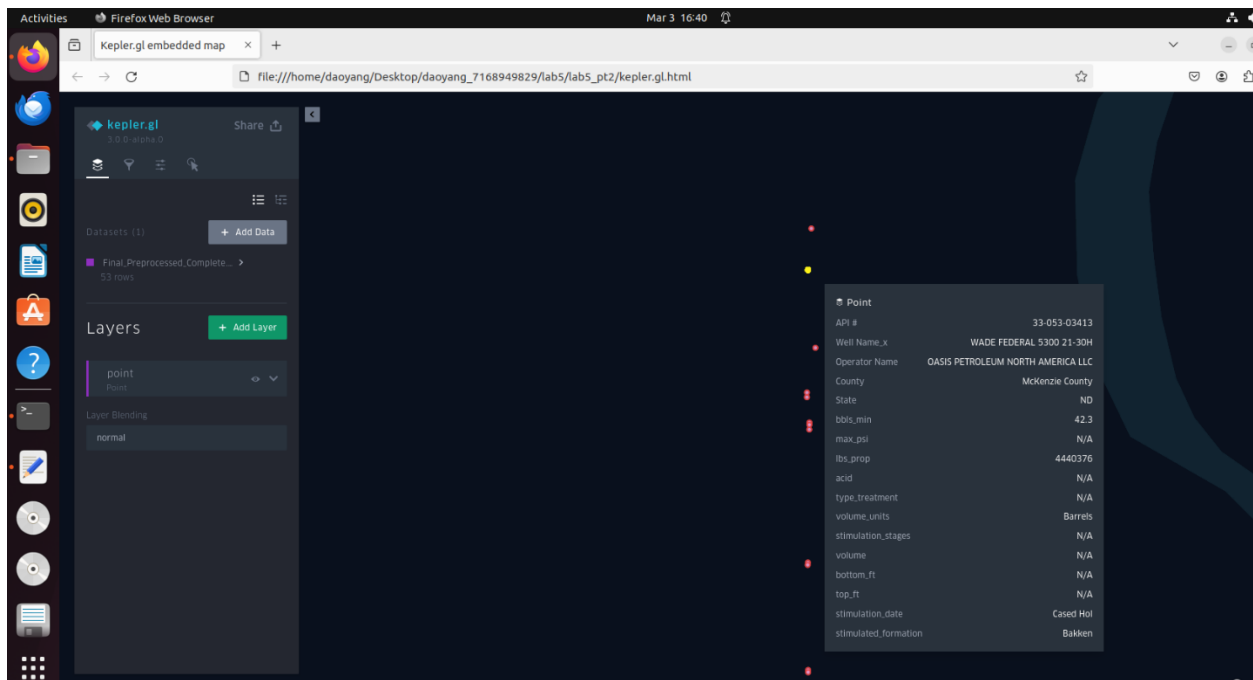 Activities Firefox Web Browser Mar 3 16:40
Kepler.gl embedded map × +
file:///home/daoyang/Desktop/daoyang_7168949829/lab5/lab5_pt2/kepler.gl.html
kepler.gl Share
3.0.0-alpha.0
Datasets (1) + Add Data
Final_Preprocessed_Complete... >
53 rows
Layers + Add Layer
point
Point
Layer Blending
normal
Point
API # 33-053-03413
Well Name_x WADE FEDERAL 5300 21-30H
Operator Name OASIS PETROLEUM NORTH AMERICA LLC
County McKenzie County
State ND
bbls_min 42.3
max_psi N/A
lbs_prop 4440376
acid N/A
type_treatment N/A
volume_units Barrels
stimulation_stages N/A
volume N/A
bottom_ft N/A
top_ft N/A
stimulation_date Cased Hol
stimulated_formation Bakken